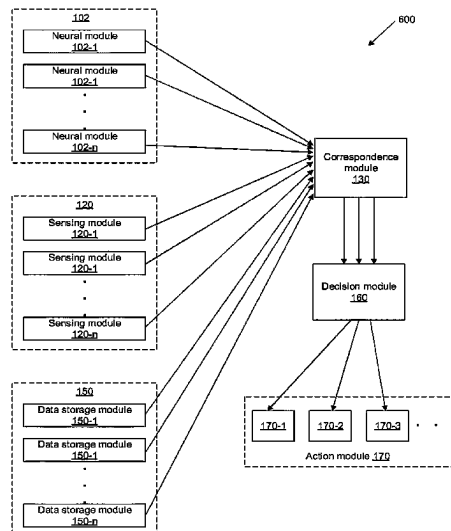 102
Neural module
102-1
Neural module
102-1
Neural module
102-n
120
Sensing module
120-1
Sensing module
120-1
Sensing module
120-n
150
Data storage module
150-1
Data storage module
150-1
Data storage module
150-n
600
Correspondence
module
130
Decision module
160
170-1 170-2 170-3
Action module 170